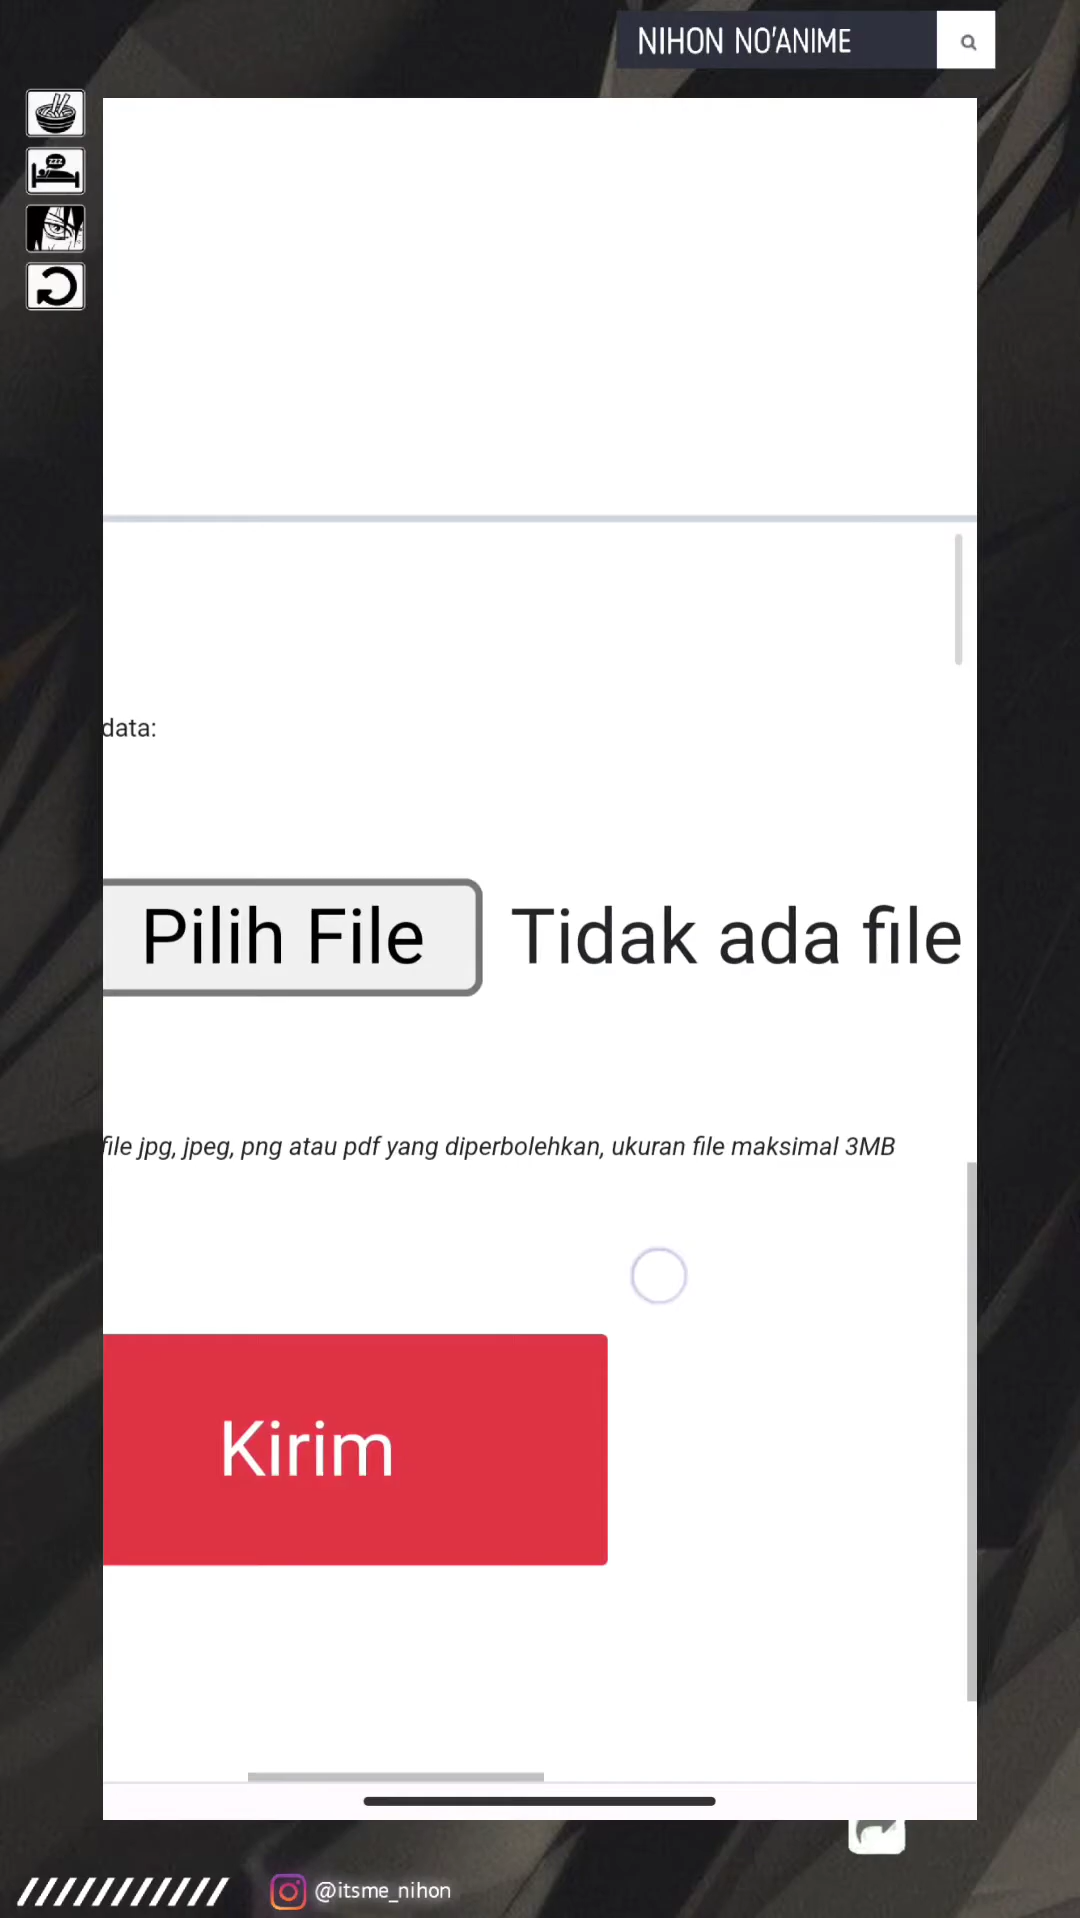 NIHON NO'ANIME
zzz
data:
Pilih File
Tidak ada file
file jpg, jpeg, png atau pdf yang diperbolehkan, ukuran file maksimal 3MB
Kirim
@itsme_nihon